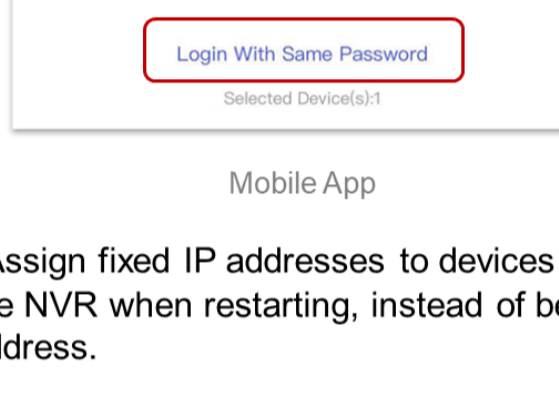 Login With Same Password
Selected Device(s):1
Mobile App
ssign fixed IP addresses to devices
e NVR when restarting, instead of b
dress.